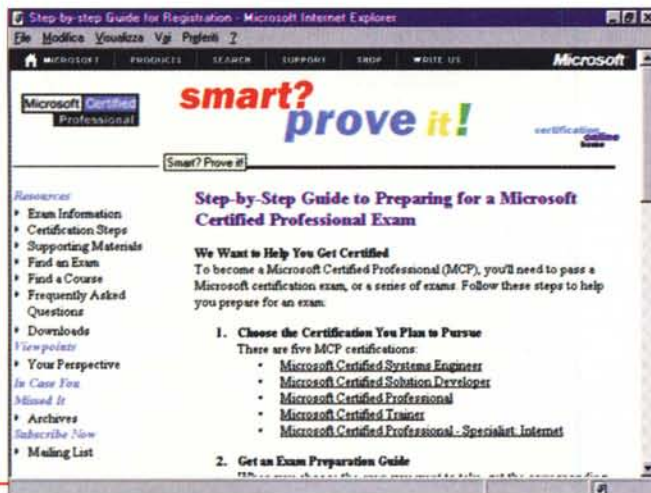 Step-by-step Guide for Registration - Microsoft Internet Explorer
File Modifica Visualizza Vai Preferiti ?
MICROSOFT PRODUCTS SEARCH SUPPORT SHOP WRITE US Microsoft
Microsoft Certified
Professional
smart?
prove it!
certification
online
home
Smart? Prove it!
Resources
Exam Information
Certification Steps
Supporting Materials
Find an Exam
Find a Course
Frequently Asked
Questions
Downloads
Viewpoints
Your Perspective
In Case You
Missed It
Archives
Subscribe Now
Mailing List
Step-by-Step Guide to Preparing for a Microsoft
Certified Professional Exam
We Want to Help You Get Certified
To become a Microsoft Certified Professional (MCP), you'll need to pass a
Microsoft certification exam, or a series of exams. Follow these steps to help
you prepare for an exam:
1. Choose the Certification You Plan to Pursue
There are five MCP certifications:
Microsoft Certified Systems Engineer
Microsoft Certified Solution Developer
Microsoft Certified Professional
Microsoft Certified Trainer
Microsoft Certified Professional - Specialist: Internet
2. Get an Exam Preparation Guide